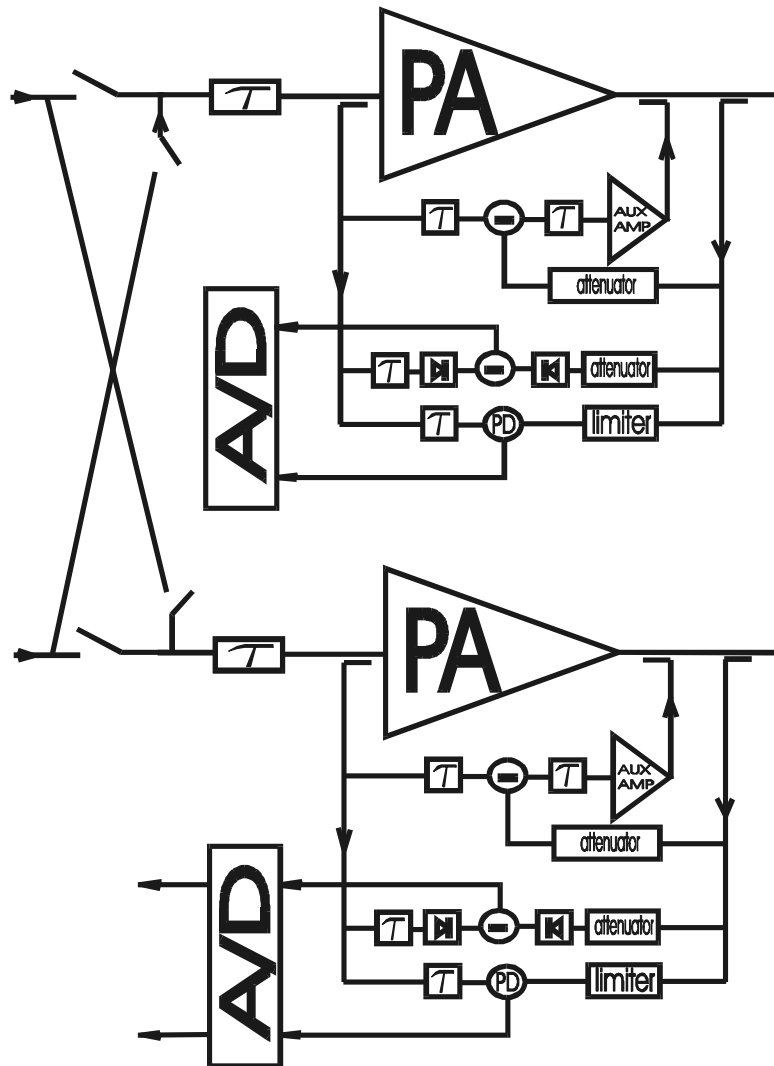 τ
PA
τ
τ
AUX
AMP
attenuator
A/D
τ
attenuator
τ
PD
limiter
τ
PA
τ
τ
AUX
AMP
attenuator
A/D
τ
attenuator
τ
PD
limiter